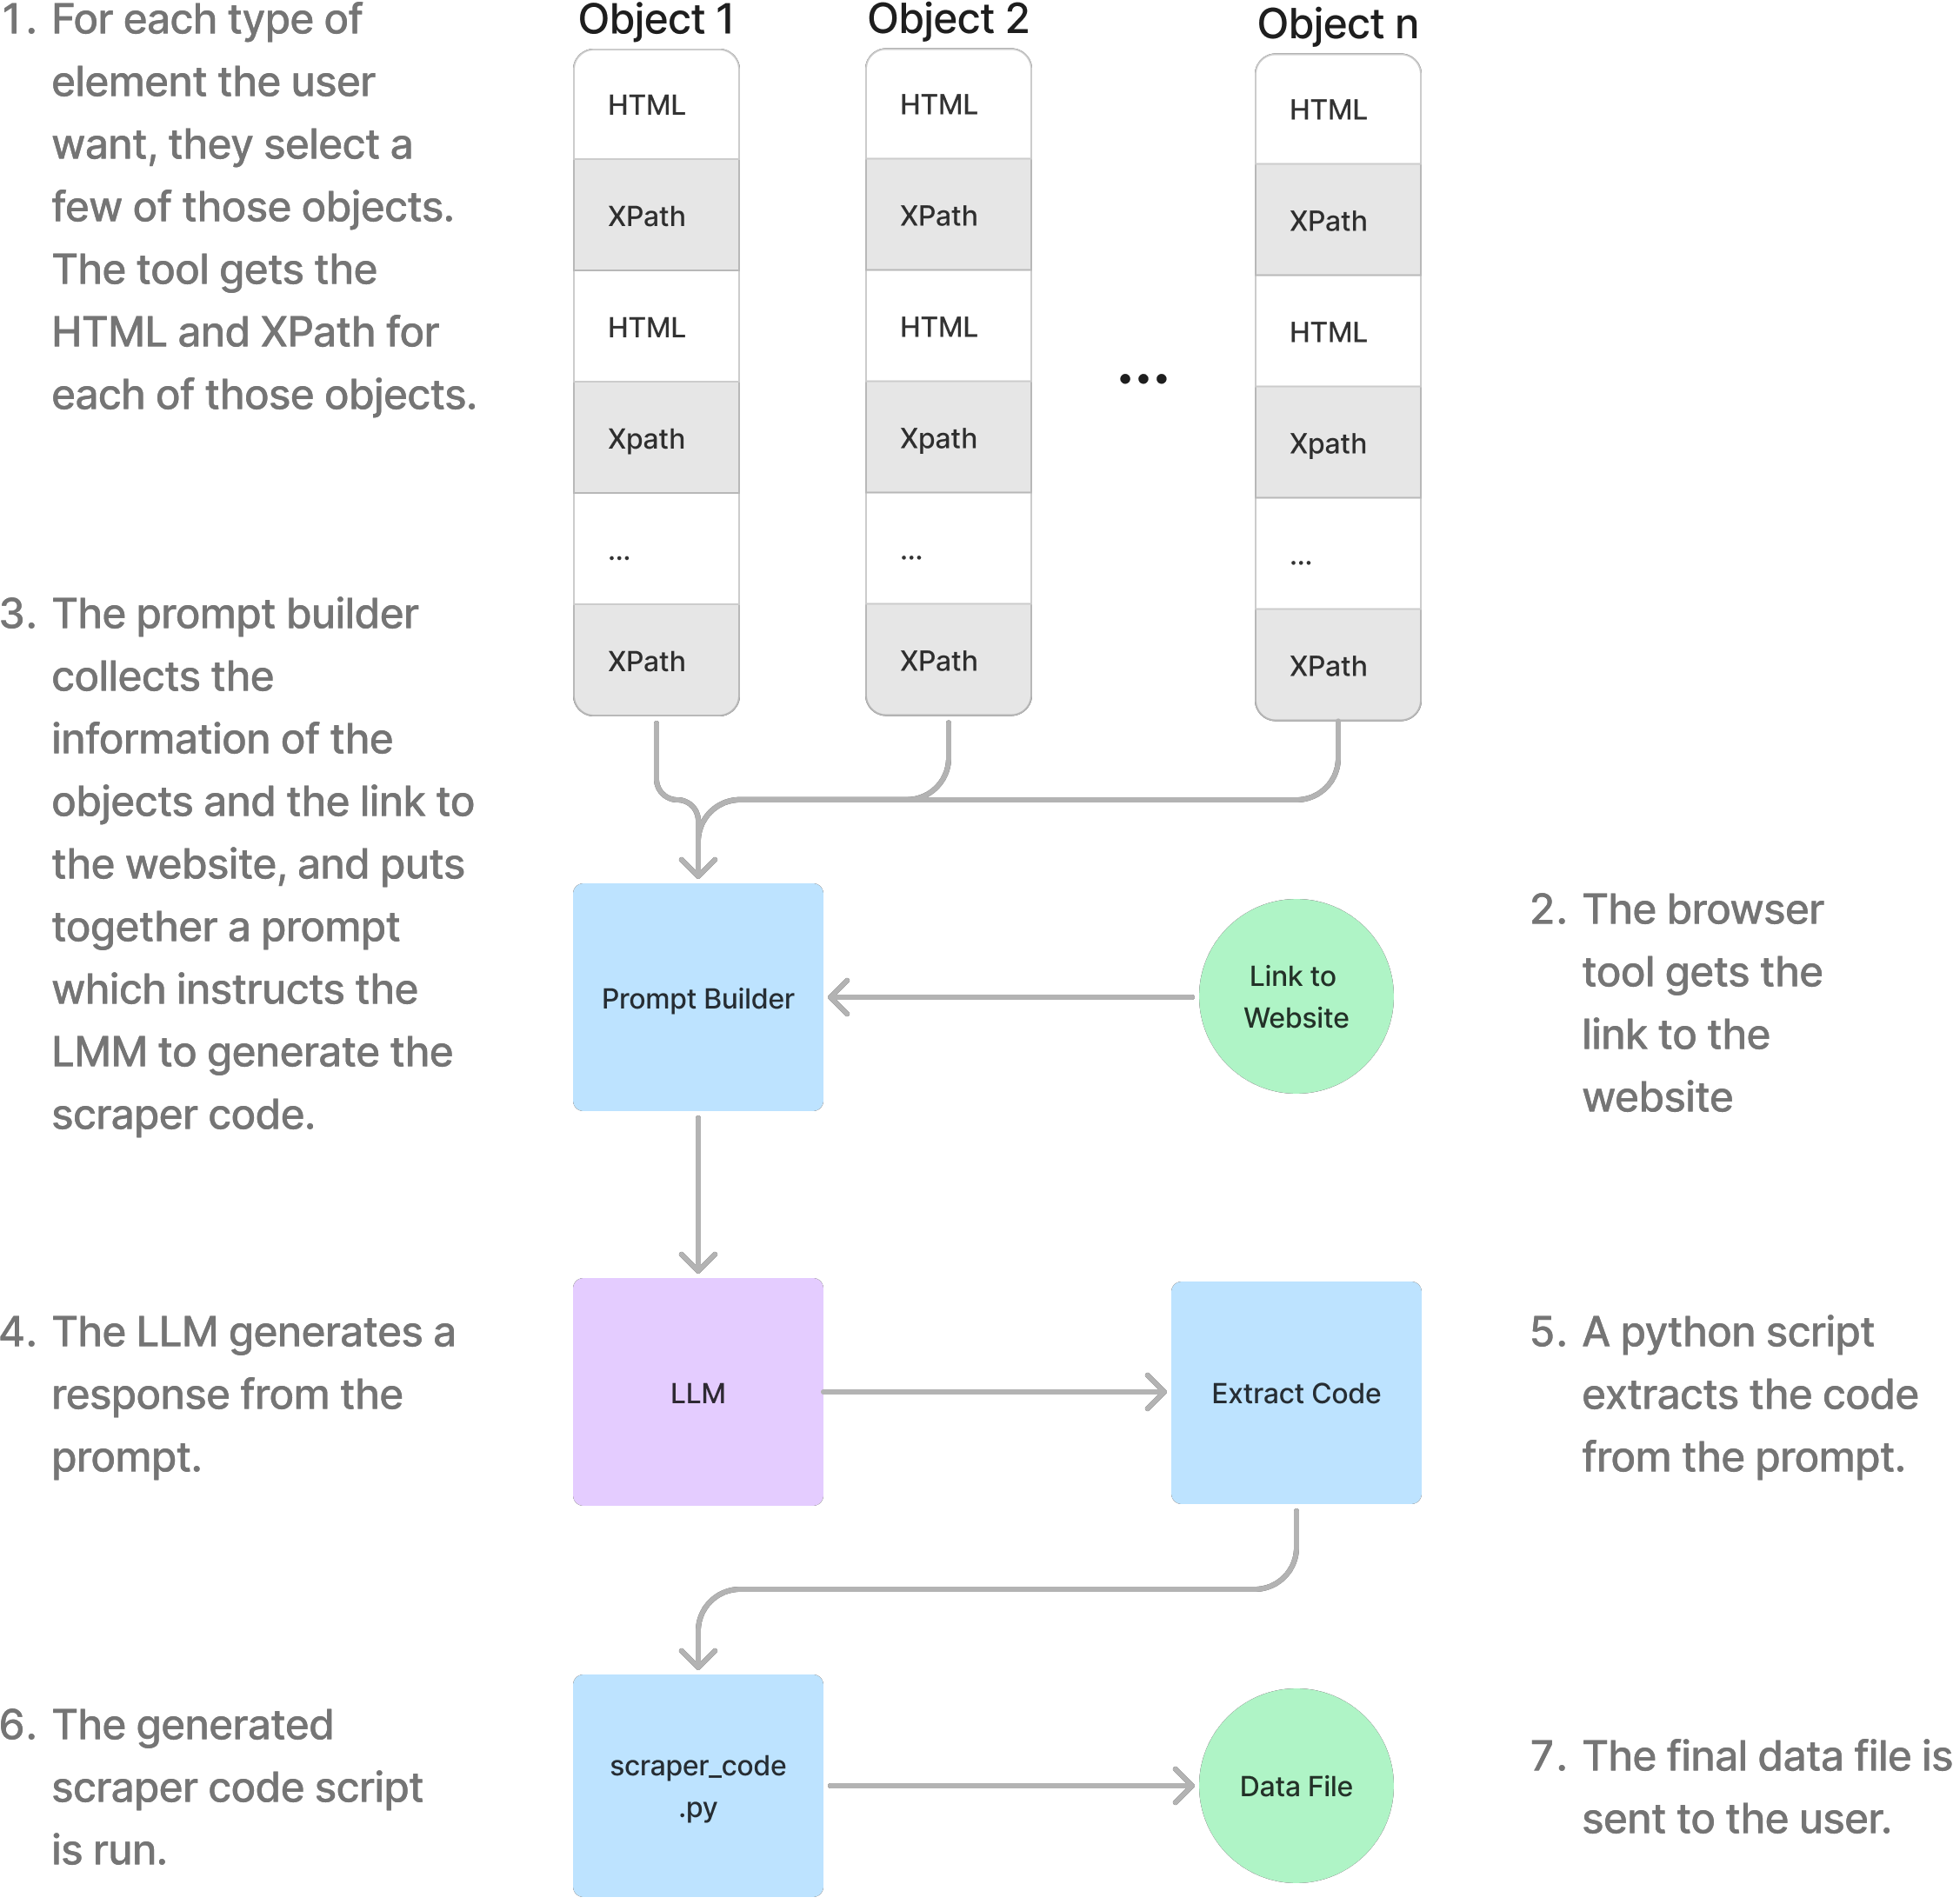 1. For each type of
element the user
want, they select a
few of those objects.
The tool gets the
HTML and XPath for
each of those objects.
Object 1
HTML
XPath
HTML
Xpath
...
XPath
Object 2
HTML
XPath
HTML
Xpath
...
XPath
...
Object n
HTML
XPath
HTML
Xpath
...
XPath
3. The prompt builder
collects the
information of the
objects and the link to
the website, and puts
together a prompt
which instructs the
LMM to generate the
scraper code.
Prompt Builder
Link to
Website
2. The browser
tool gets the
link to the
website
4. The LLM generates a
response from the
prompt.
LLM
Extract Code
5. A python script
extracts the code
from the prompt.
6. The generated
scraper code script
is run.
scraper_code
.py
Data File
7. The final data file is
sent to the user.